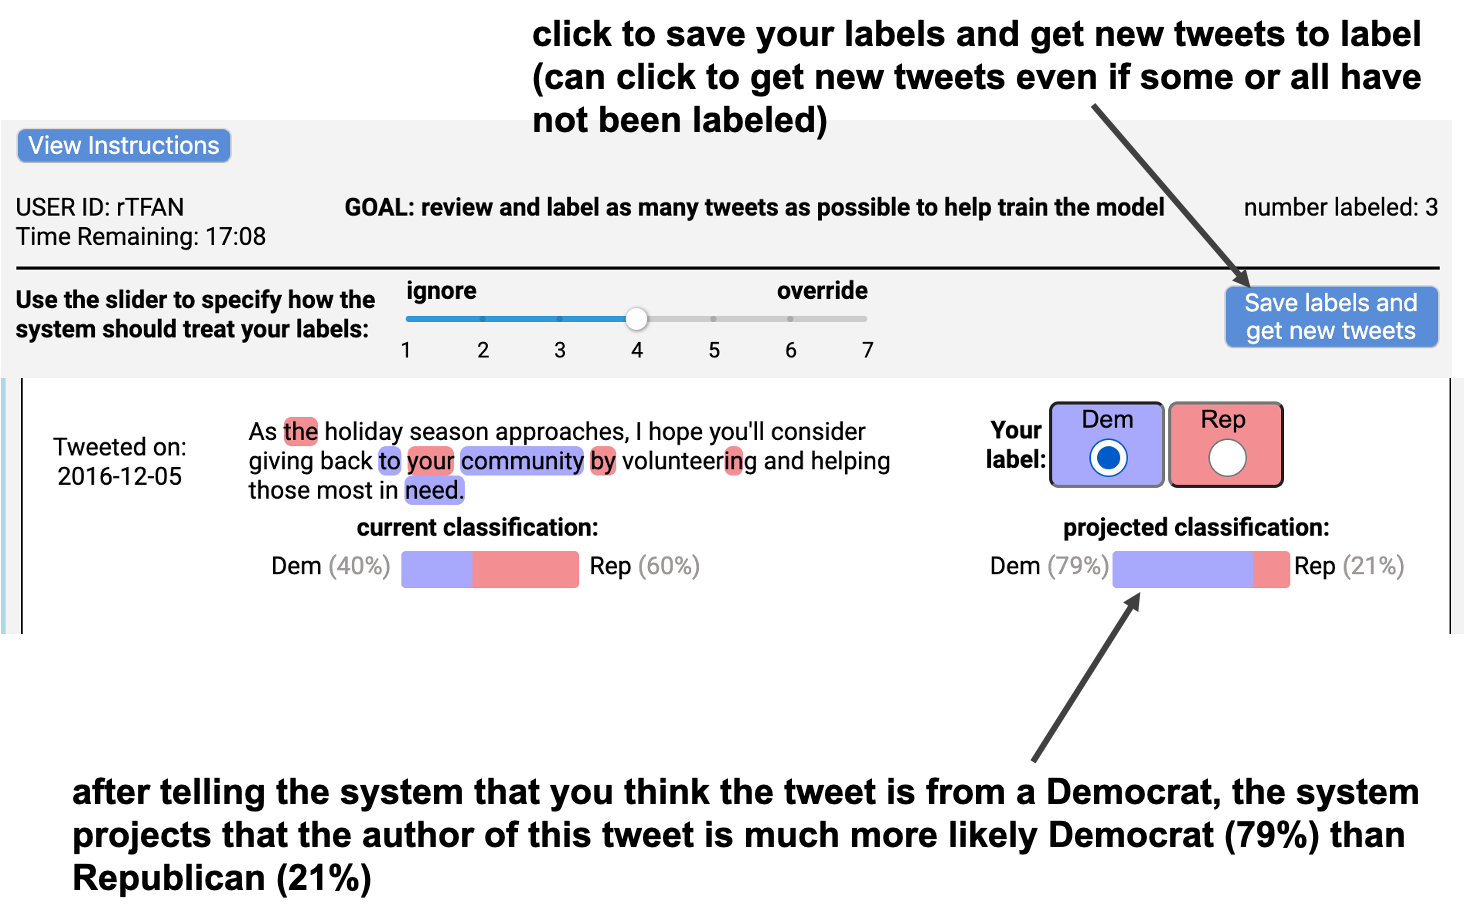 click to save your labels and get new tweets to label
(can click to get new tweets even if some or all have
not been labeled)
View Instructions
USER ID: rTFAN
GOAL: review and label as many tweets as possible to help train the model
number labeled: 3
Time Remaining: 17:08
Use the slider to specify how the
system should treat your labels:
ignore
override
1 2 3 4 5 6 7
Save labels and
get new tweets
Tweeted on:
2016-12-05
As the holiday season approaches, I hope you'll consider
giving back to your community by volunteering and helping
those most in need.
Your
label:
Dem
Rep
current classification:
Dem (40%)
Rep (60%)
projected classification:
Dem (79%)
Rep (21%)
after telling the system that you think the tweet is from a Democrat, the system
projects that the author of this tweet is much more likely Democrat (79%) than
Republican (21%)